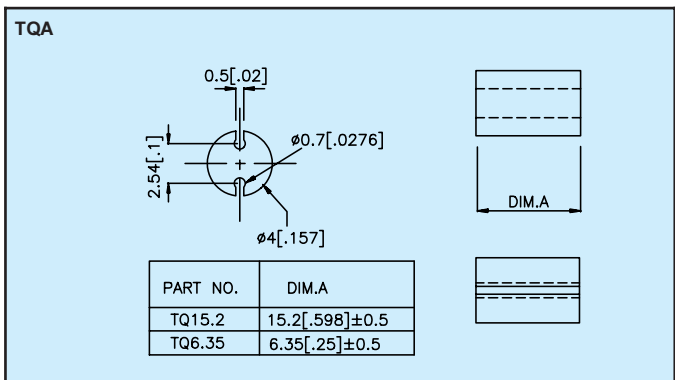 TQA
0.5[.02]
ø0.7[.0276]
2.54[.1]
ø4[.157]
DIM.A
PART NO. DIM.A
TQ15.2 15.2[.598]±0.5
TQ6.35 6.35[.25]±0.5